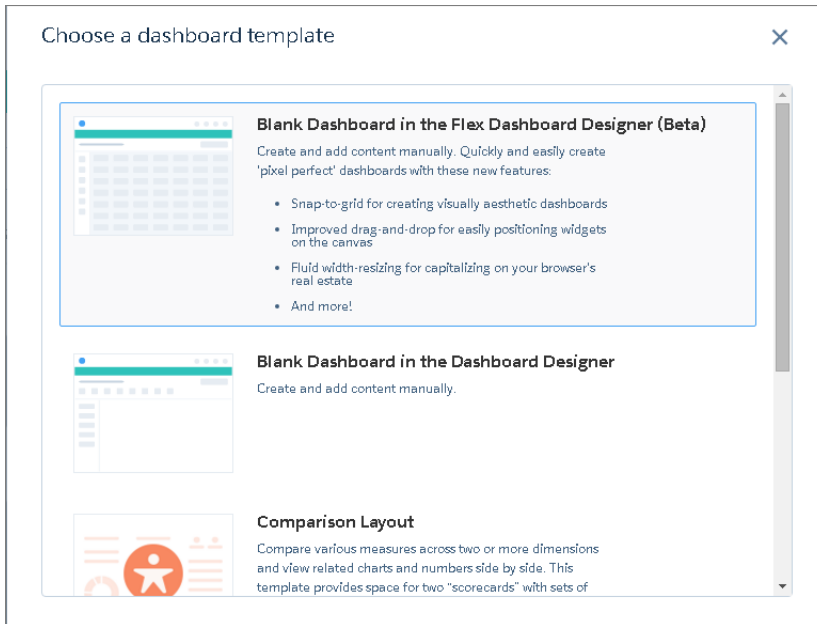 Choose a dashboard template
Blank Dashboard in the Flex Dashboard Designer (Beta)
Create and add content manually. Quickly and easily create
'pixel perfect' dashboards with these new features:
• Snap-to-grid for creating visually aesthetic dashboards
• Improved drag-and-drop for easily positioning widgets
on the canvas
• Fluid width-resizing for capitalizing on your browser's
real estate
• And more!
Blank Dashboard in the Dashboard Designer
Create and add content manually.
Comparison Layout
Compare various measures across two or more dimensions
and view related charts and numbers side by side. This
template provides space for two “scorecards” with sets of